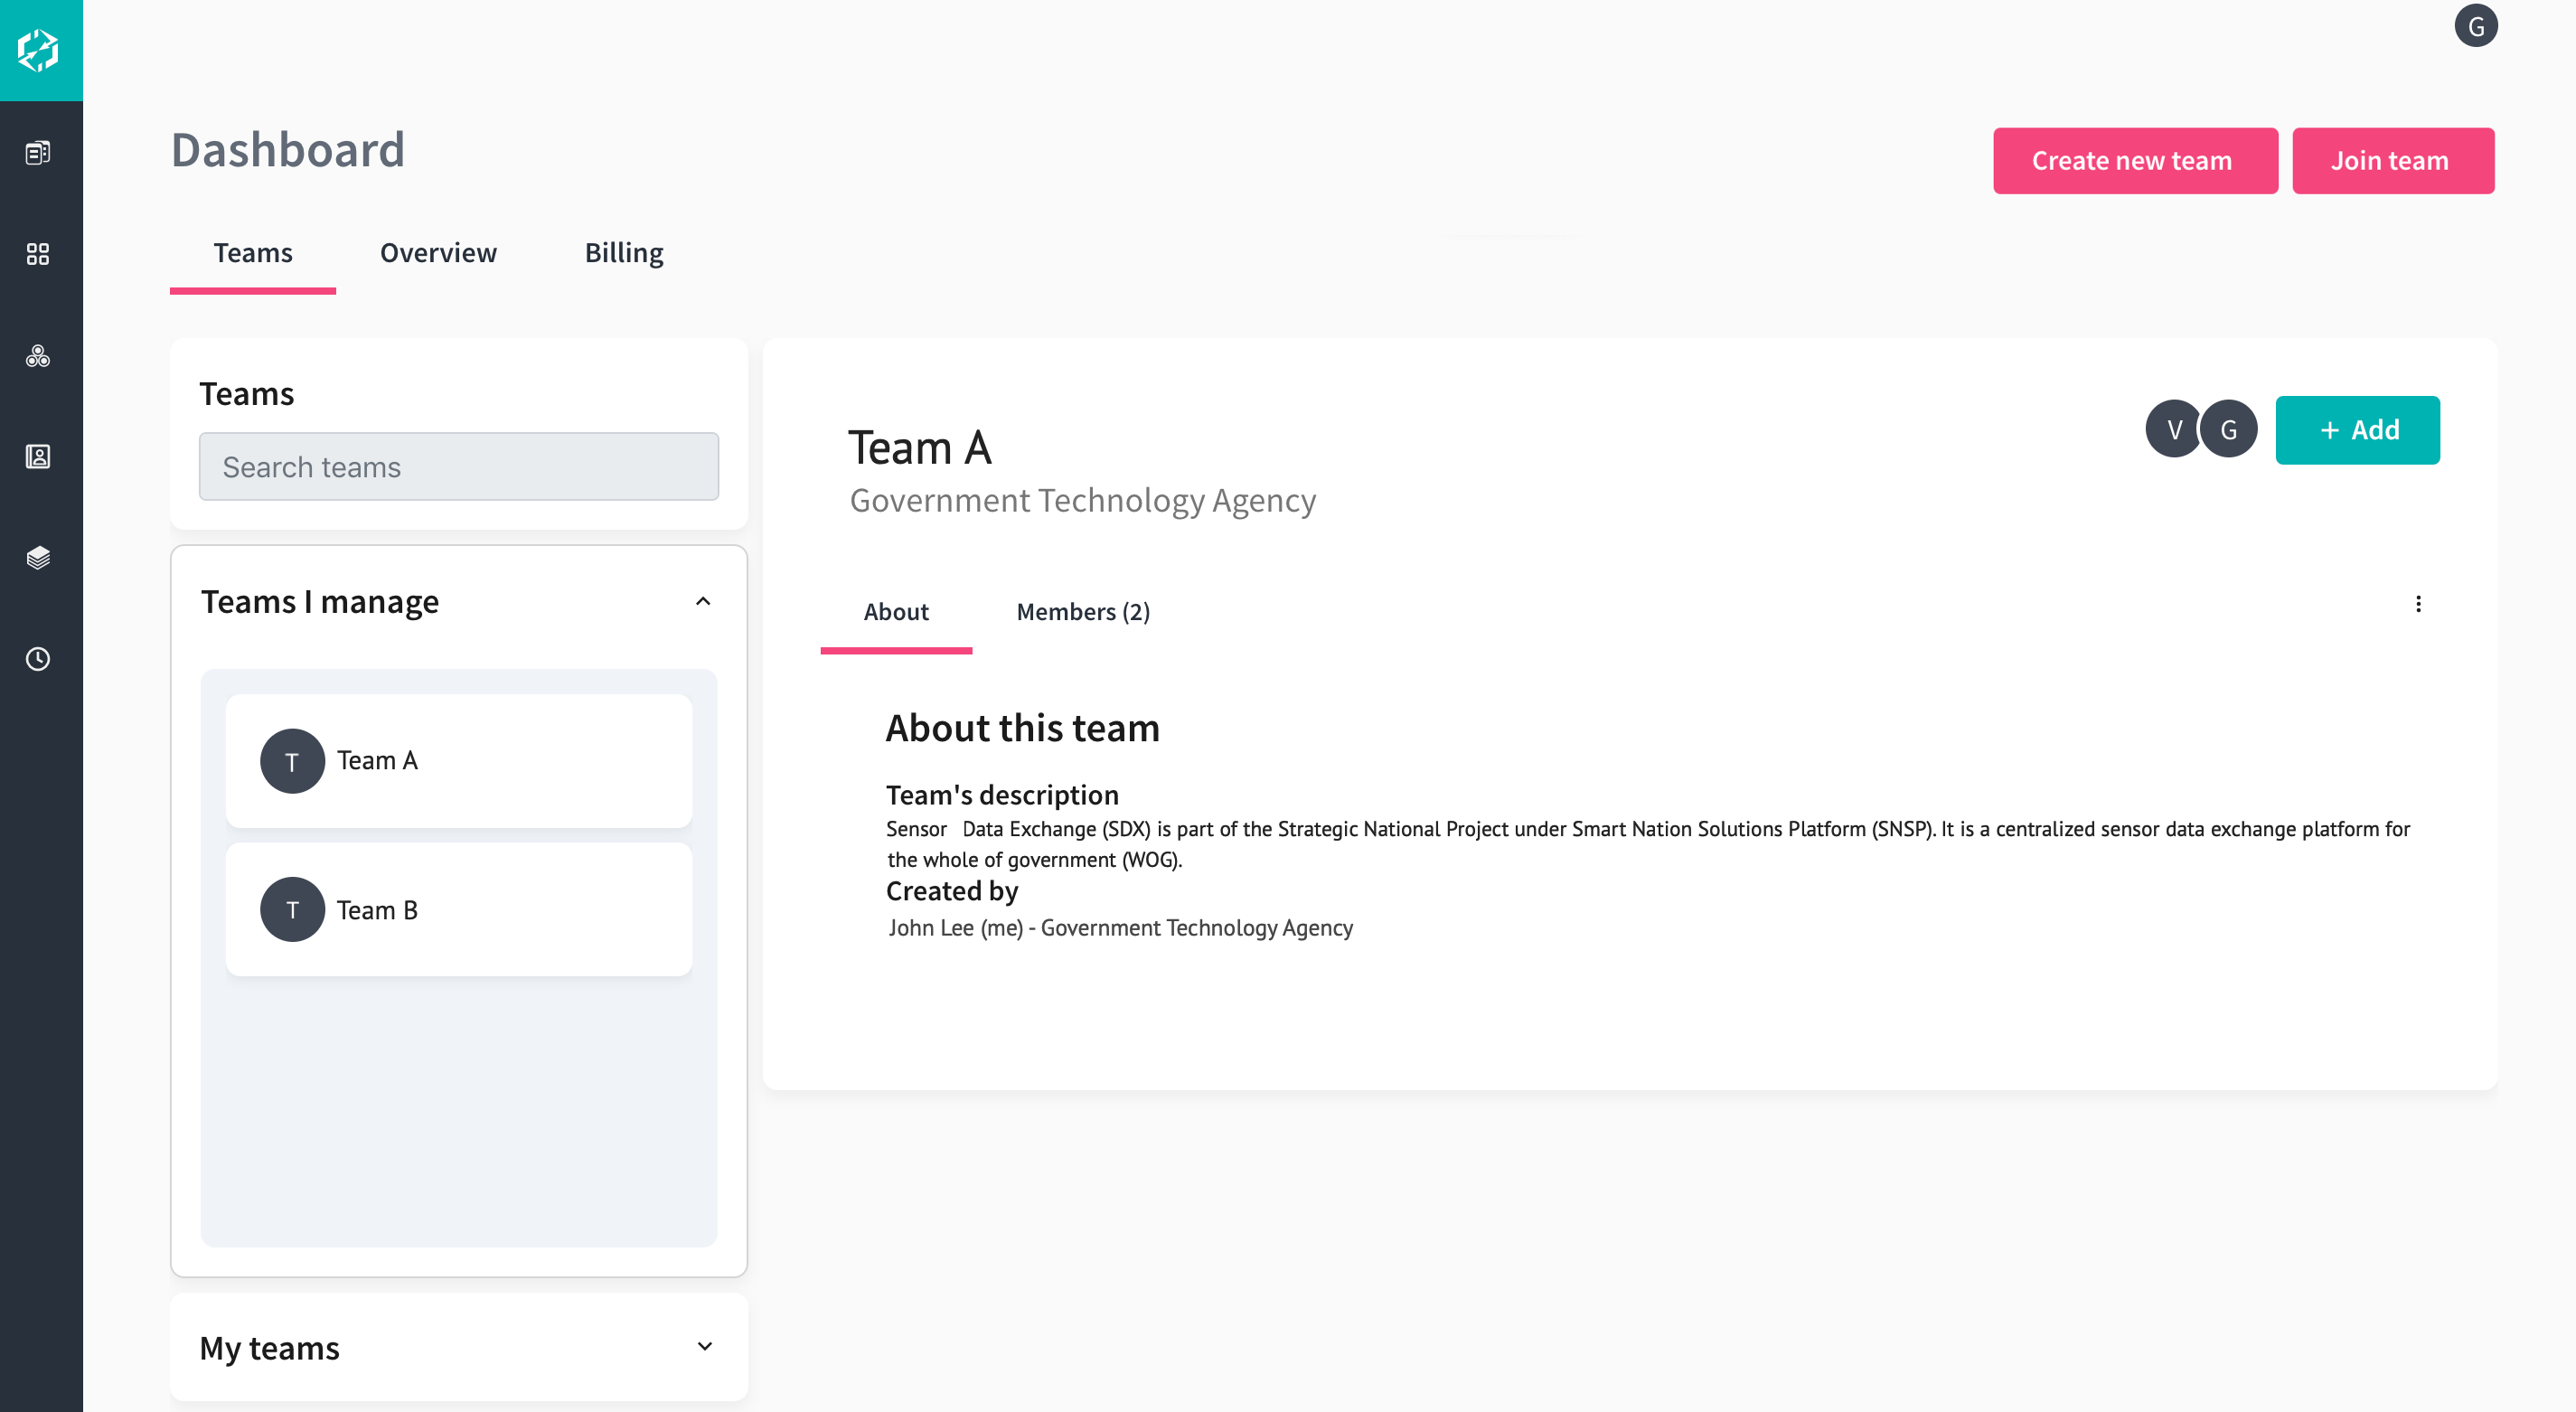 G
Dashboard
Create new team
Join team
Teams
Overview
Billing
Teams
Search teams
Teams I manage
T
Team A
T
Team B
My teams
Team A
Government Technology Agency
V
G
+ Add
About
Members (2)
About this team
Team's description
Sensor Data Exchange (SDX) is part of the Strategic National Project under Smart Nation Solutions Platform (SNSP). It is a centralized sensor data exchange platform for
the whole of government (WOG).
Created by
John Lee (me) - Government Technology Agency